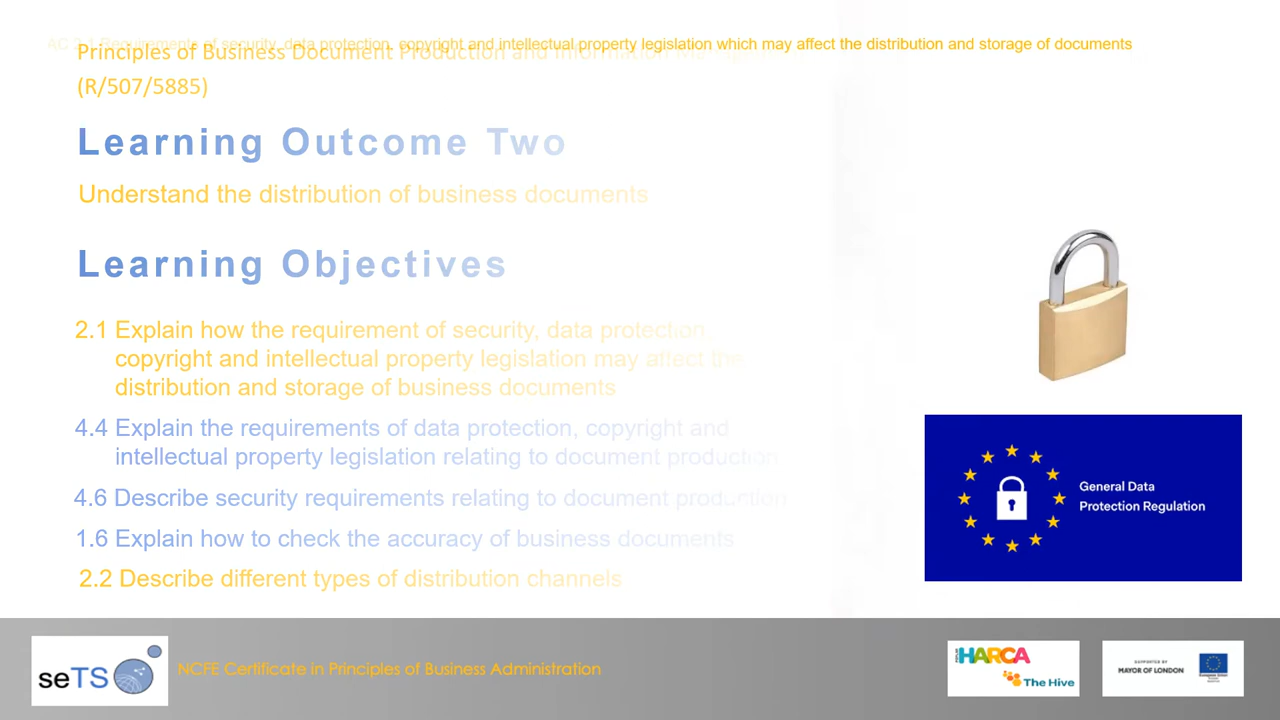 AC 2.1 Requirements of security, data protection, copyright and intellectual property legislation which may affect the distribution and storage of documents
Principles of Business Document Production and Information
(R/507/5885)
Learning Outcome Two
Understand the distribution of business documents
Learning Objectives
2.1 Explain how the requirement of security, data protection,
copyright and intellectual property legislation may affect the
distribution and storage of business documents
4.4 Explain the requirements of data protection, copyright and
intellectual property legislation relating to document production
4.6 Describe security requirements relating to document production
1.6 Explain how to check the accuracy of business documents
2.2 Describe different types of distribution channels
General Data
Protection Regulation
seTS
NCFE Certificate in Principles of Business Administration
HARCA
The Hive
SUPPORTED BY
MAYOR OF LONDON
European Union